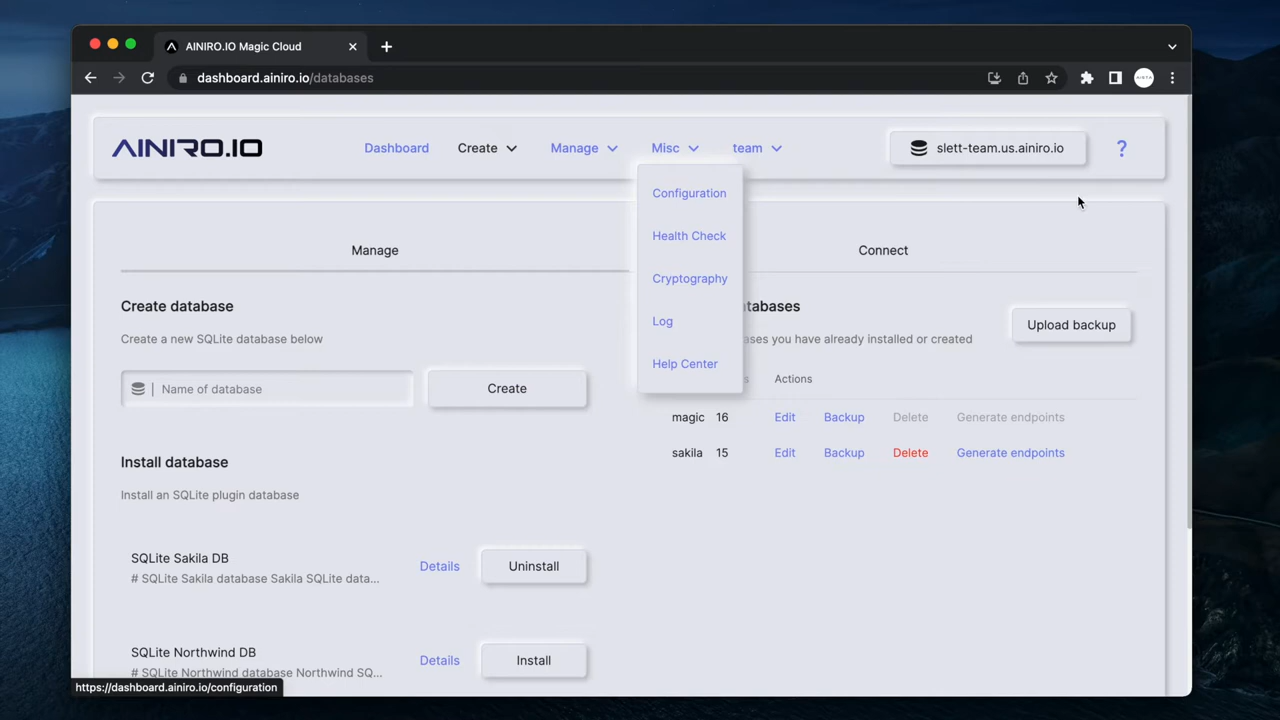 AINIRO.IO Magic Cloud
dashboard.ainiro.io/databases
AINIRO.IO
Dashboard
Create
Manage
Misc
team
slett-team.us.ainiro.io
?
Configuration
Health Check
Cryptography
Log
Help Center
Manage
Connect
Create database
Create a new SQLite database below
Name of database
Create
Install database
Install an SQLite plugin database
SQLite Sakila DB
# SQLite Sakila database Sakila SQLite data...
Details
Uninstall
SQLite Northwind DB
# SQLite Northwind database Northwind SQ...
Details
Install
you have already installed or created
Upload backup
Actions
magic 16 Edit Backup Delete Generate endpoints
sakila 15 Edit Backup Delete Generate endpoints
https://dashboard.ainiro.io/configuration